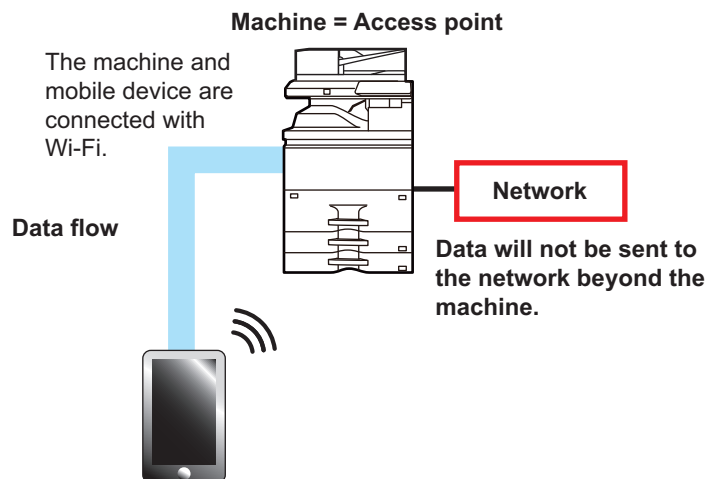 Machine = Access point
The machine and
mobile device are
connected with
Wi-Fi.
Network
Data flow
Data will not be sent to
the network beyond the
machine.